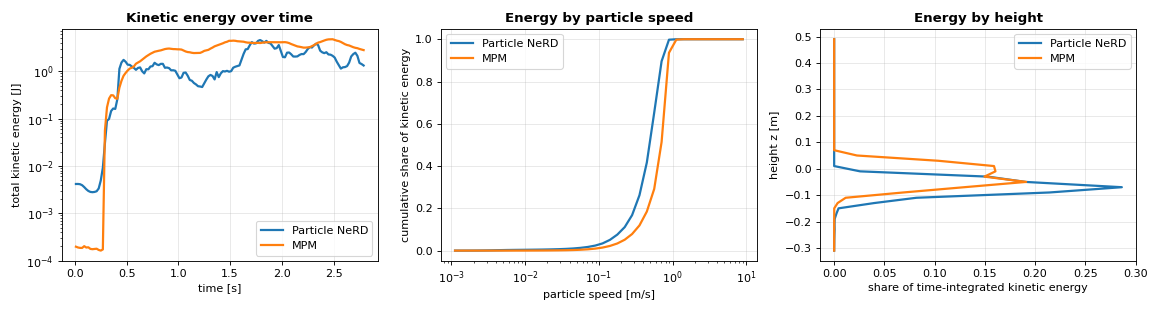 Kinetic energy over time
total kinetic energy [J]
10^0
10^-1
10^-2
10^-3
10^-4
0.0 0.5 1.0 1.5 2.0 2.5
time [s]
Particle NeRD
MPM
Energy by particle speed
cumulative share of kinetic energy
1.0
0.8
0.6
0.4
0.2
0.0
10^-3 10^-2 10^-1 10^0 10^1
particle speed [m/s]
Particle NeRD
MPM
Energy by height
height z [m]
0.5
0.4
0.3
0.2
0.1
0.0
−0.1
−0.2
−0.3
0.00 0.05 0.10 0.15 0.20 0.25 0.30
share of time-integrated kinetic energy
Particle NeRD
MPM